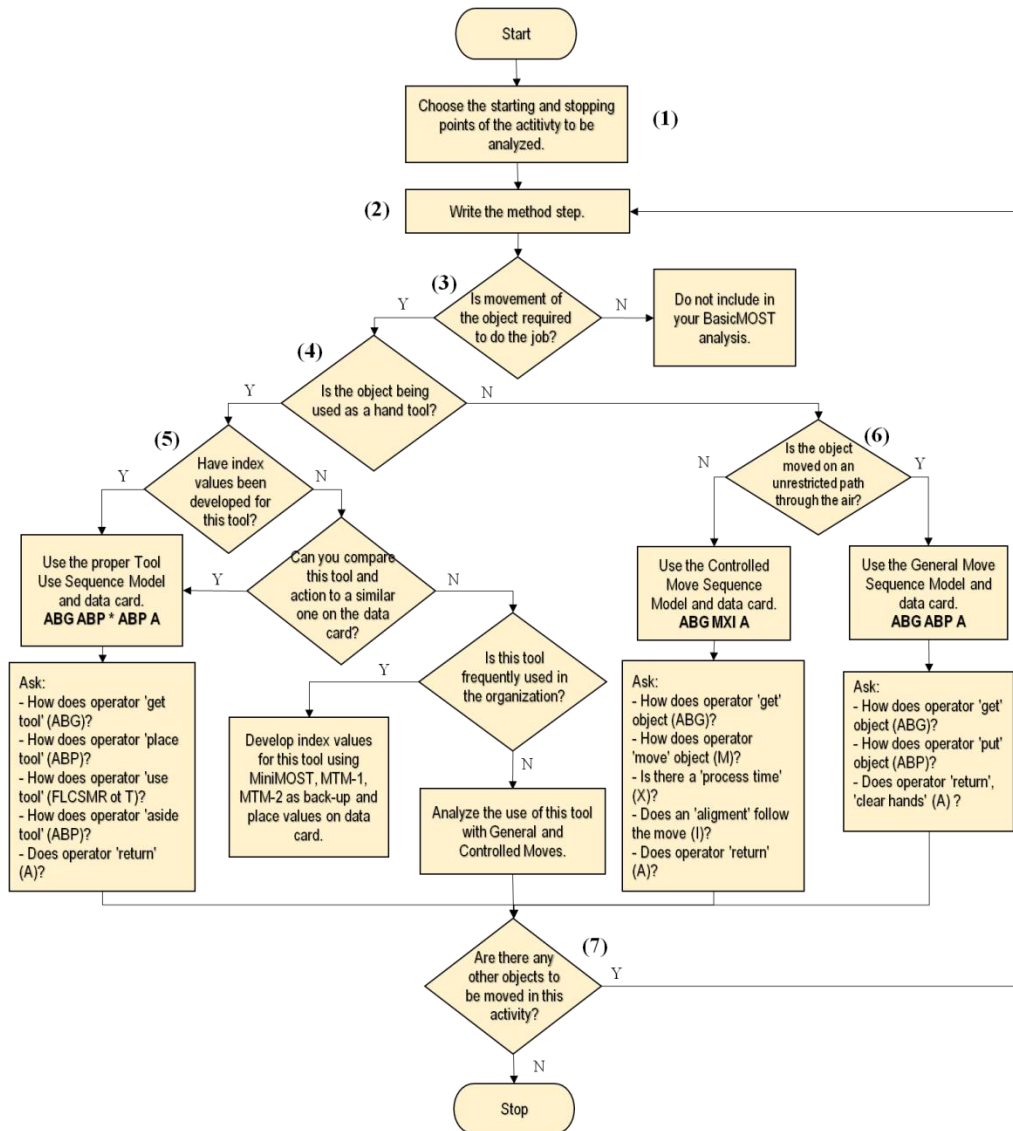 Start
Choose the starting and stopping
points of the actitivty to be
analyzed.
(1)
(2)
Write the method step.
(3)
Y
Is movement of
the object required
to do the job?
N
Do not include in
your BasicMOST
analysis.
(4)
Y
Is the object being
used as a hand tool?
N
(5)
Y
Have index
values been
developed for
this tool?
N
(6)
N
Is the object
moved on an
unrestricted path
through the air?
Y
Use the proper Tool
Use Sequence Model
and data card.
ABG ABP * ABP A
Y
Can you compare
this tool and
action to a similar
one on the data
card?
N
Use the Controlled
Move Sequence
Model and data card.
ABG MXI A
Use the General Move
Sequence Model and
data card.
ABG ABP A
Y
Is this tool
frequently used in
the organization?
N
Ask:
- How does operator 'get
tool' (ABG)?
- How does operator 'place
tool' (ABP)?
- How does operator 'use
tool' (FLCSMR ot T)?
- How does operator 'aside
tool' (ABP)?
- Does operator 'return'
(A)?
Develop index values
for this tool using
MiniMOST, MTM-1,
MTM-2 as back-up and
place values on data
card.
Analyze the use of this tool
with General and
Controlled Moves.
Ask:
- How does operator 'get'
object (ABG)?
- How does operator
'move' object (M)?
- Is there a 'process time'
(X)?
- Does an 'aligment' follow
the move (I)?
- Does operator 'return'
(A)?
Ask:
- How does operator 'get'
object (ABG)?
- How does operator 'put'
object (ABP)?
- Does operator 'return',
'clear hands' (A) ?
(7)
Are there any
other objects to
be moved in this
activity?
Y
N
Stop